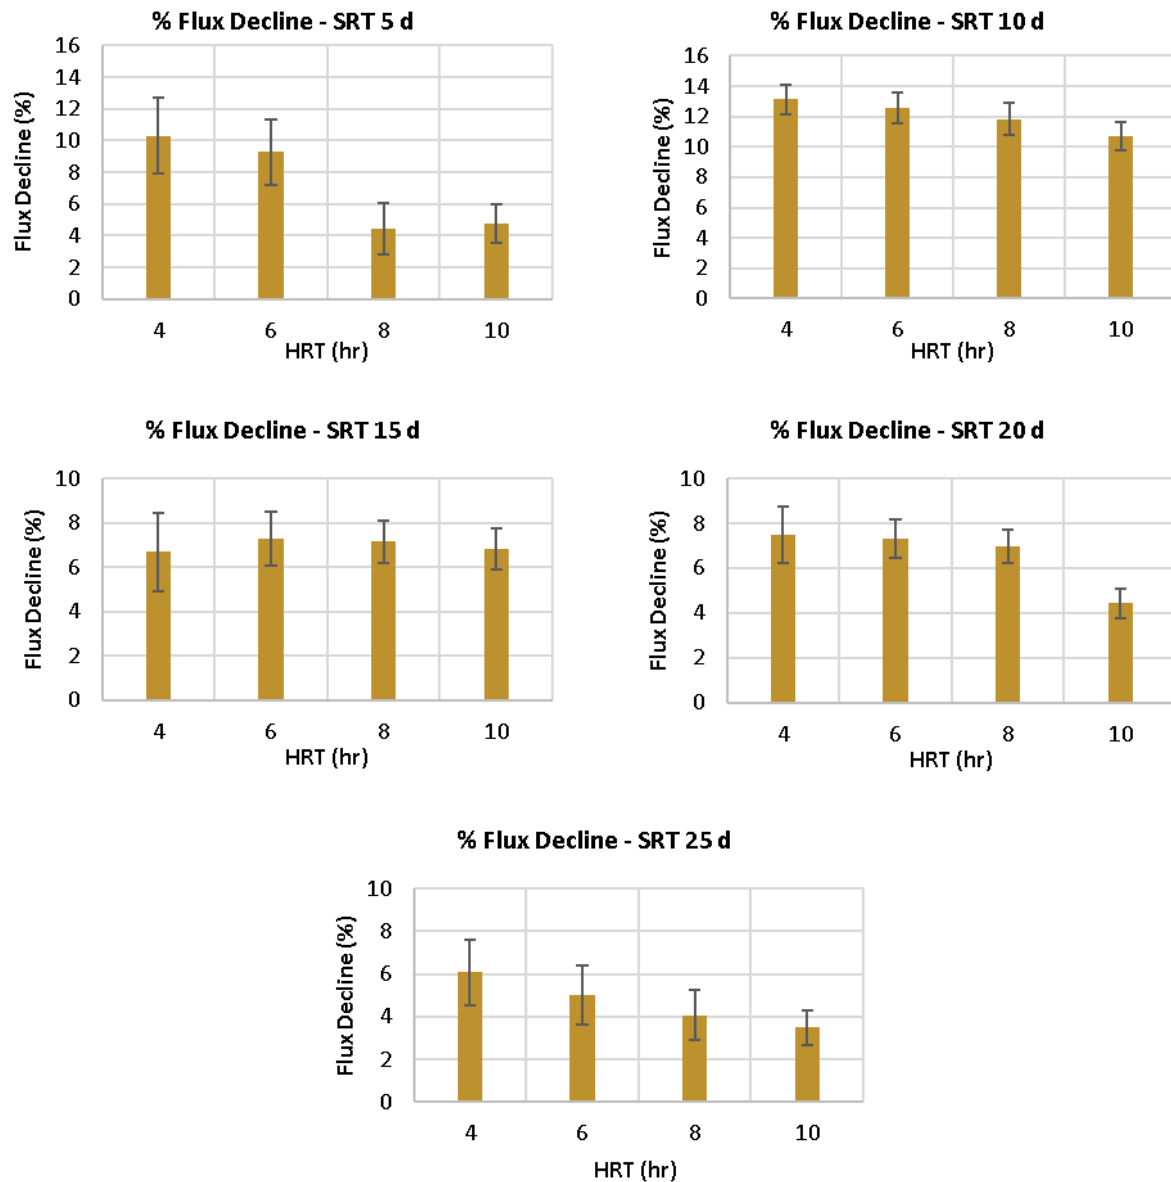 % Flux Decline - SRT 5 d
16
14
12
10
8
6
4
2
0
Flux Decline (%)
4 6 8 10
HRT (hr)
% Flux Decline - SRT 10 d
16
14
12
10
8
6
4
2
0
Flux Decline (%)
4 6 8 10
HRT (hr)
% Flux Decline - SRT 15 d
10
8
6
4
2
0
Flux Decline (%)
4 6 8 10
HRT (hr)
% Flux Decline - SRT 20 d
10
8
6
4
2
0
Flux Decline (%)
4 6 8 10
HRT (hr)
% Flux Decline - SRT 25 d
10
8
6
4
2
0
Flux Decline (%)
4 6 8 10
HRT (hr)